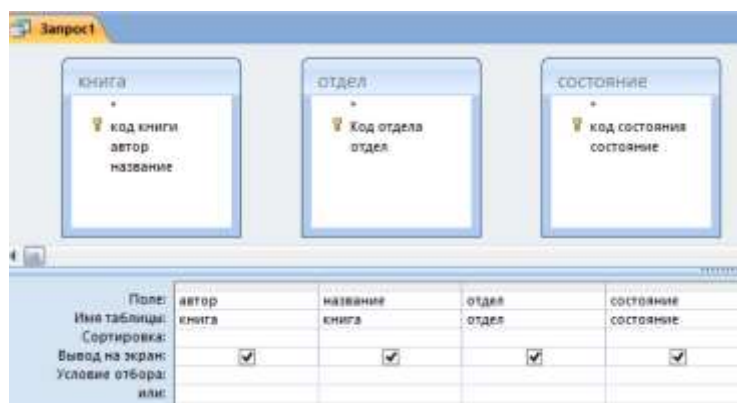 Запрос1
книга
отдел
состояние
*
код книги
автор
название
*
Код отдела
отдел
*
код состояния
состояние
Поле: автор название отдел состояние
Имя таблицы: книга книга отдел состояние
Сортировка:
Вывод на экран:
Условие отбора:
или: